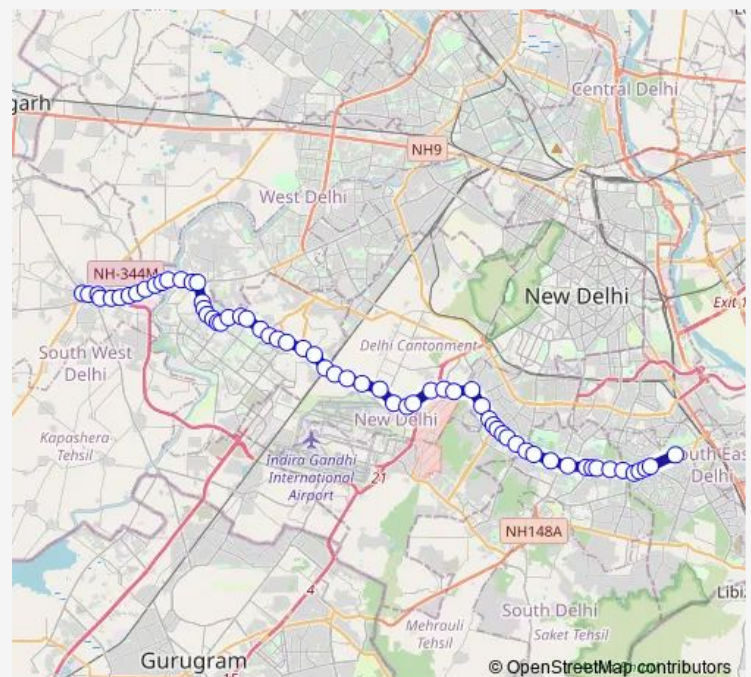 garh
Central Delhi
NH9
West Delhi
NH-344M
New Delhi
Exit 1
South West
Delhi
Delhi Cantonment
New Delhi
Kapashera
Tehsil
Indira Gandhi
International
Airport
21
South East
Delhi
NH148A
4
South Delhi
Libi
Mehrauli
Tehsil
Saket Tehsil
Gurugram
15
© OpenStreetMap contributors